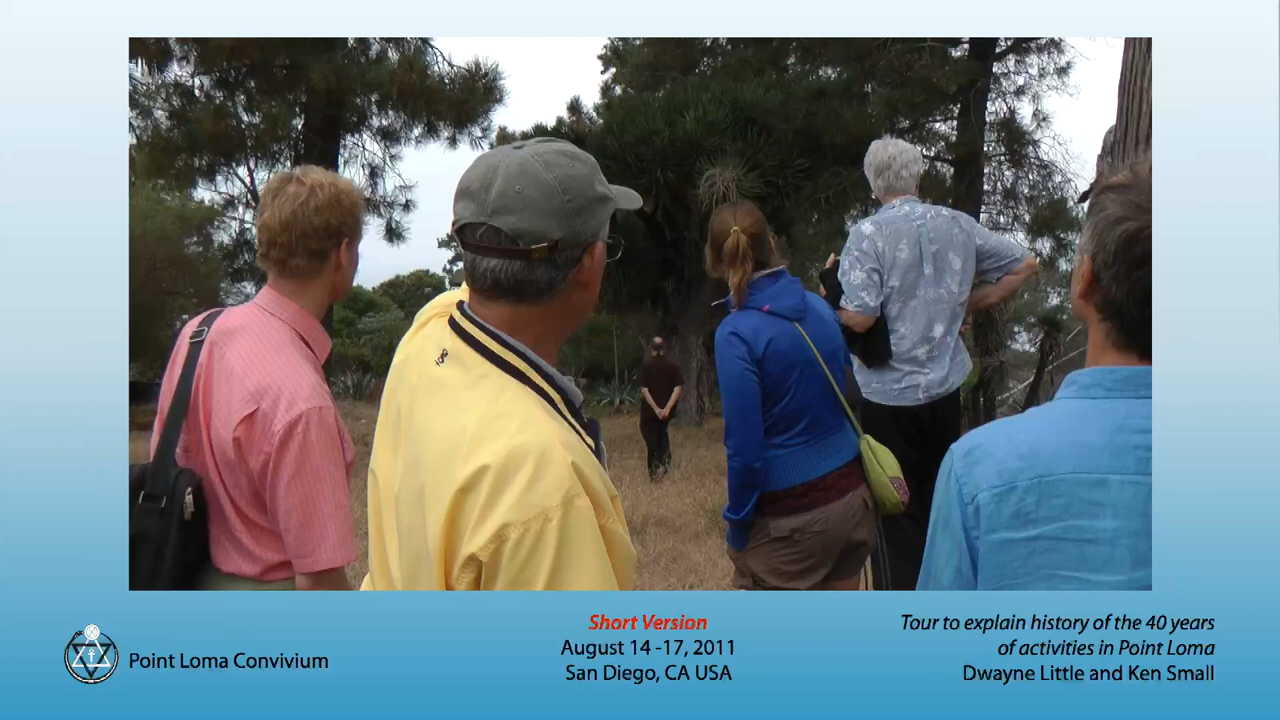 Point Loma Convivium
Short Version
August 14 -17, 2011
San Diego, CA USA
Tour to explain history of the 40 years
of activities in Point Loma
Dwayne Little and Ken Small